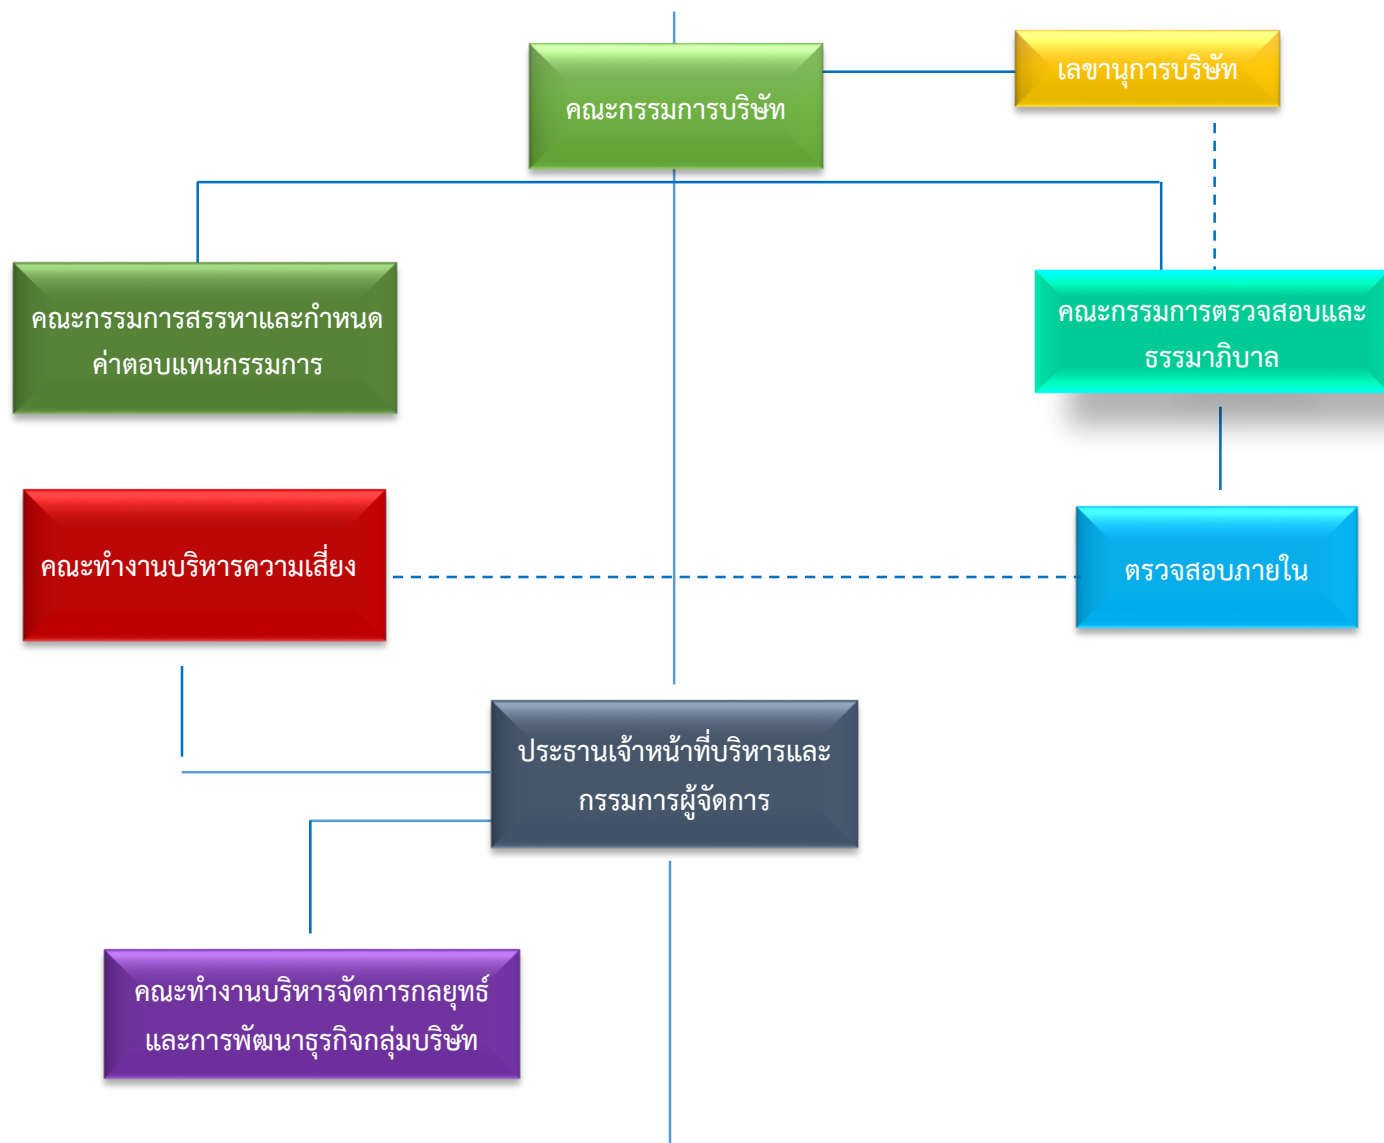 คณะกรรมการบริษัท
เลขานุการบริษัท
คณะกรรมการสรรหาและกำหนด
ค่าตอบแทนกรรมการ
คณะกรรมการตรวจสอบและ
ธรรมาภิบาล
คณะทำงานบริหารความเสี่ยง
ตรวจสอบภายใน
ประธานเจ้าหน้าที่บริหารและ
กรรมการผู้จัดการ
คณะทำงานบริหารจัดการกลยุทธ์
และการพัฒนาธุรกิจกลุ่มบริษัท